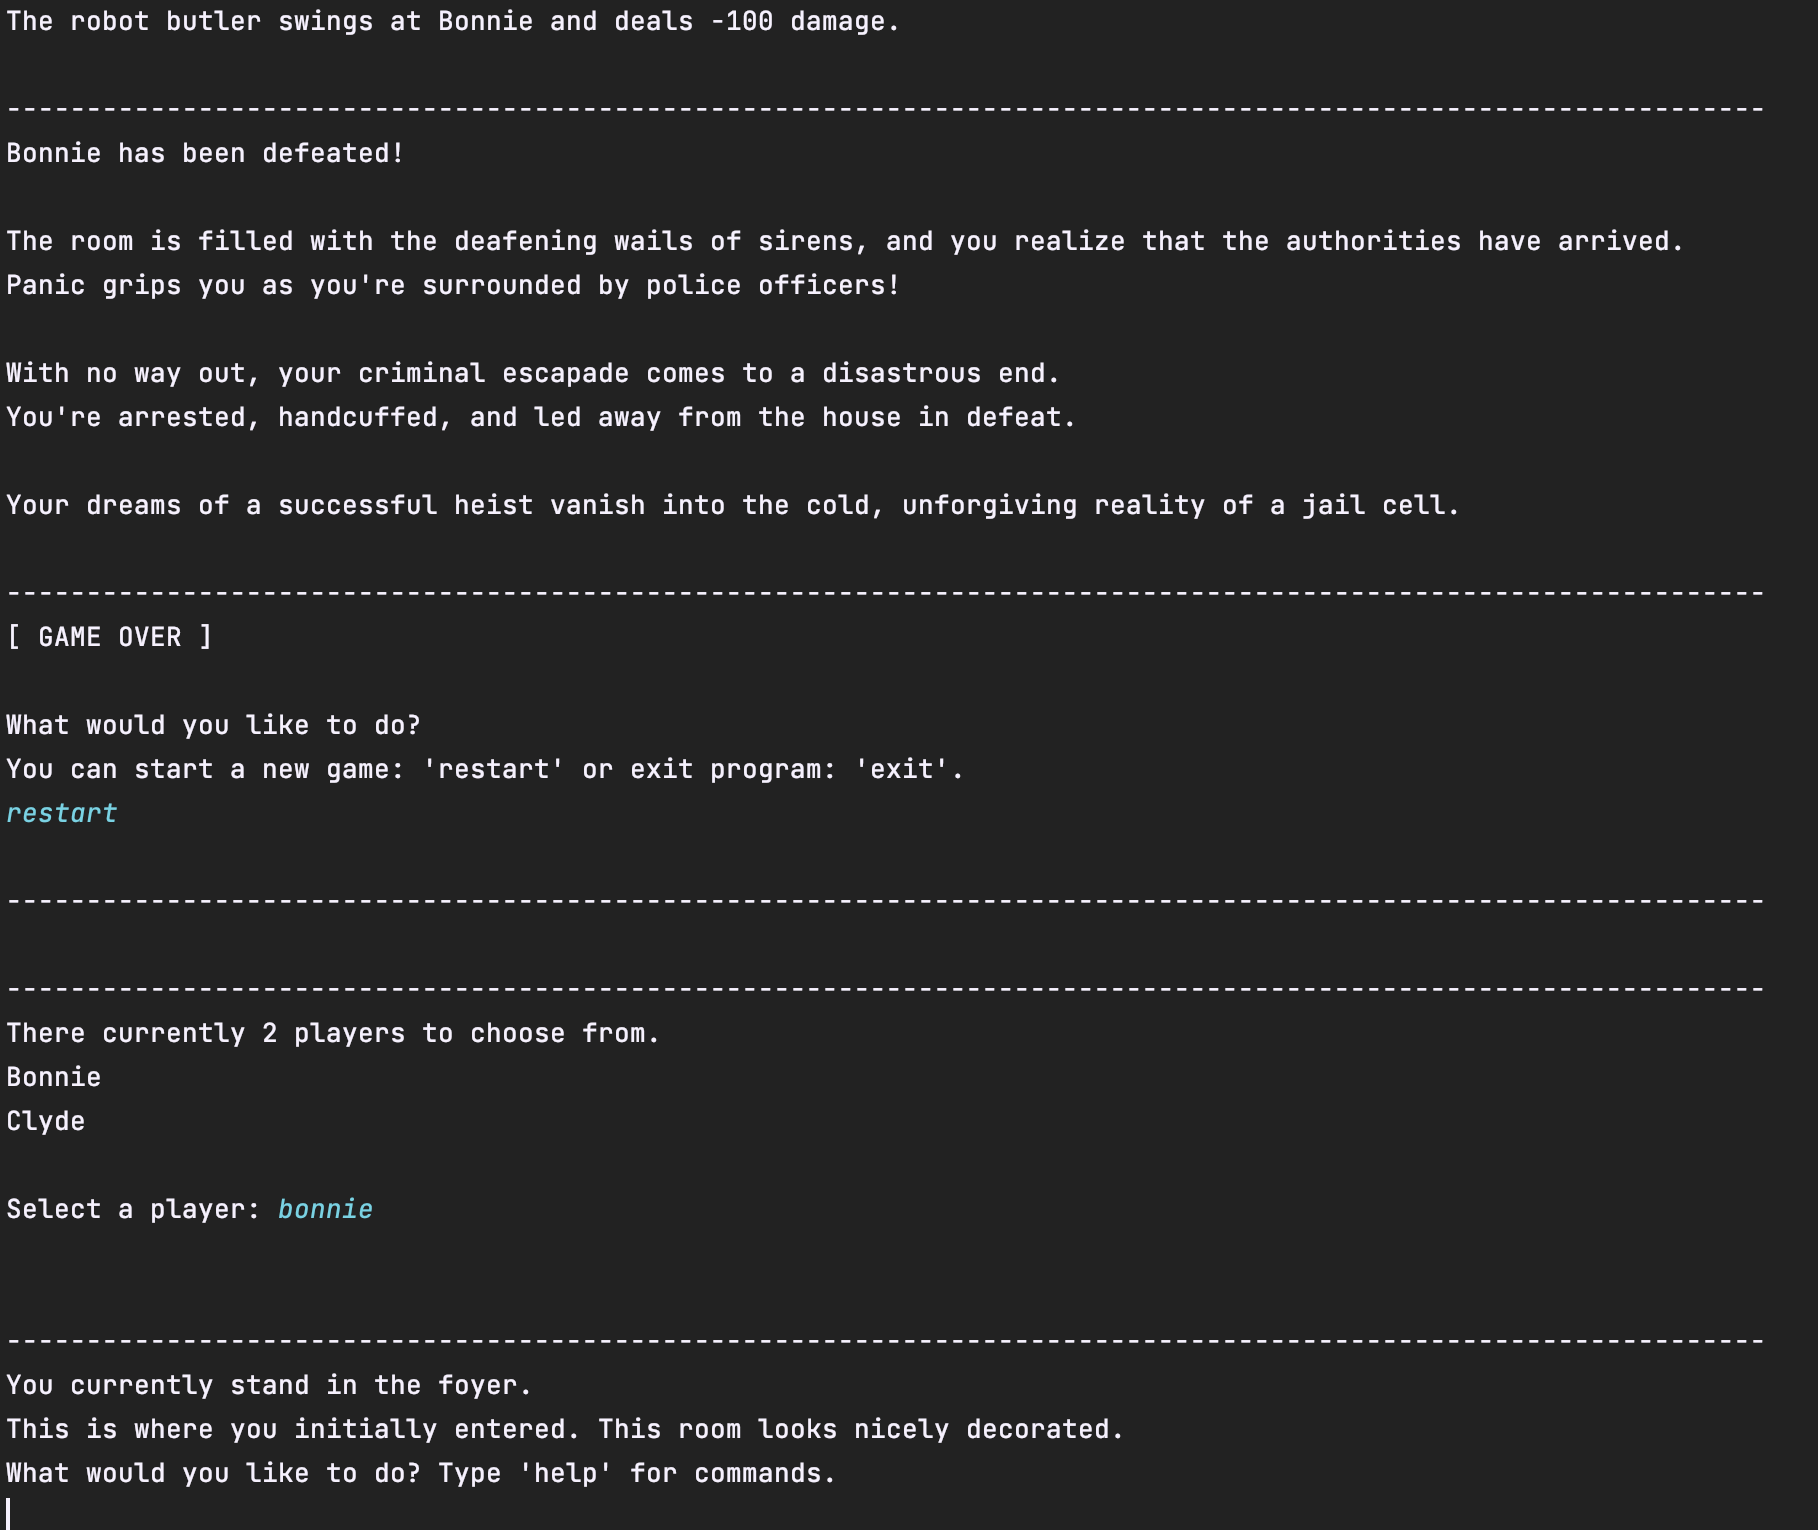 The robot butler swings at Bonnie and deals -100 damage.
--------------------------------------------------------------------------------------------------------------
Bonnie has been defeated!
The room is filled with the deafening wails of sirens, and you realize that the authorities have arrived.
Panic grips you as you're surrounded by police officers!
With no way out, your criminal escapade comes to a disastrous end.
You're arrested, handcuffed, and led away from the house in defeat.
Your dreams of a successful heist vanish into the cold, unforgiving reality of a jail cell.
--------------------------------------------------------------------------------------------------------------
[ GAME OVER ]
What would you like to do?
You can start a new game: 'restart' or exit program: 'exit'.
restart
--------------------------------------------------------------------------------------------------------------
--------------------------------------------------------------------------------------------------------------
There currently 2 players to choose from.
Bonnie
Clyde
Select a player: bonnie
--------------------------------------------------------------------------------------------------------------
You currently stand in the foyer.
This is where you initially entered. This room looks nicely decorated.
What would you like to do? Type 'help' for commands.